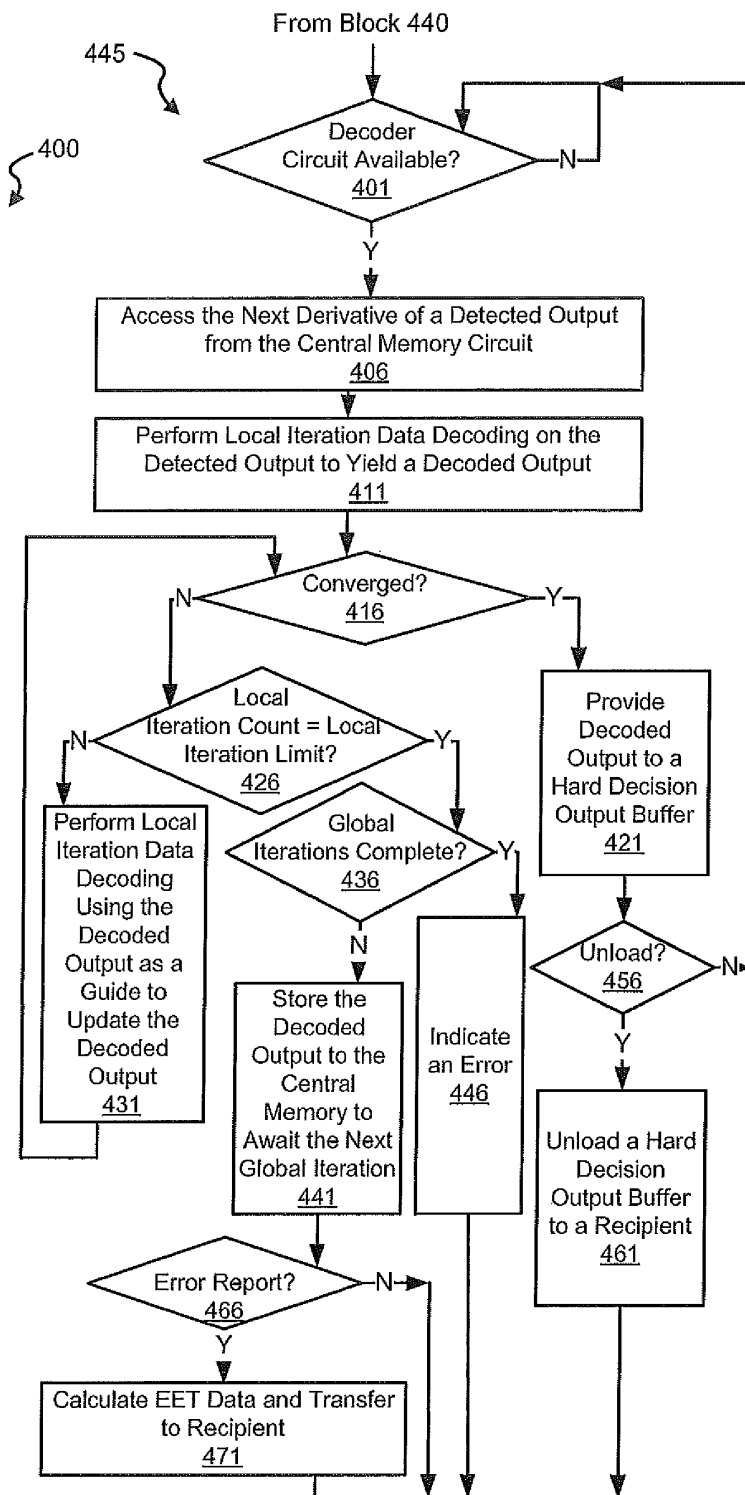 From Block 440
445
400
Decoder
Circuit Available?
401
N
Y
Access the Next Derivative of a Detected Output
from the Central Memory Circuit
406
Perform Local Iteration Data Decoding on the
Detected Output to Yield a Decoded Output
411
Converged?
416
N
Y
Local
Iteration Count = Local
Iteration Limit?
426
N
Y
Provide
Decoded
Output to a
Hard Decision
Output Buffer
421
Perform Local
Iteration Data
Decoding
Using the
Decoded
Output as a
Guide to
Update the
Decoded
Output
431
Global
Iterations Complete?
436
Y
N
Unload?
456
N
Y
Store the
Decoded
Output to the
Central
Memory to
Await the Next
Global Iteration
441
Indicate
an Error
446
Unload a Hard
Decision
Output Buffer
to a Recipient
461
Error Report?
466
N
Y
Calculate EET Data and Transfer
to Recipient
471